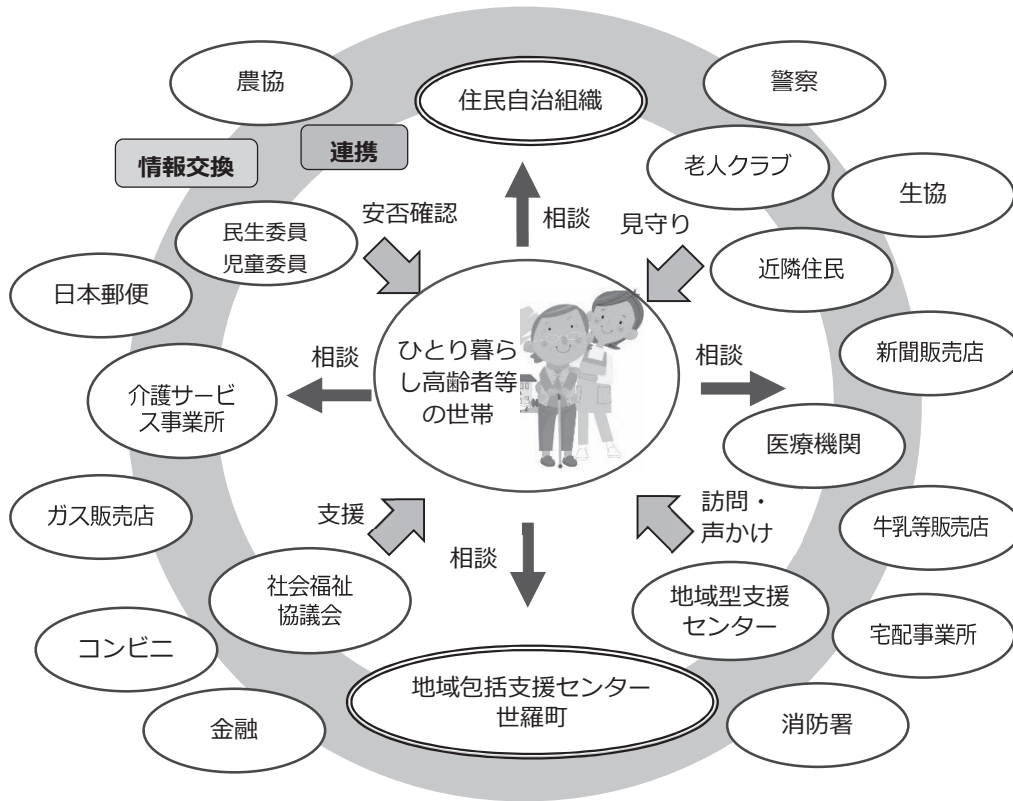 農協
住民自治組織
警察
情報交換
連携
老人クラブ
生協
民生委員
児童委員
安否確認
相談
見守り
近隣住民
日本郵便
ひとり暮ら
し高齢者等
の世帯
相談
相談
新聞販売店
介護サービ
ス事業所
医療機関
ガス販売店
支援
訪問・
声かけ
牛乳等販売店
相談
社会福祉
協議会
地域型支援
センター
宅配事業所
コンビニ
地域包括支援センター
世羅町
金融
消防署